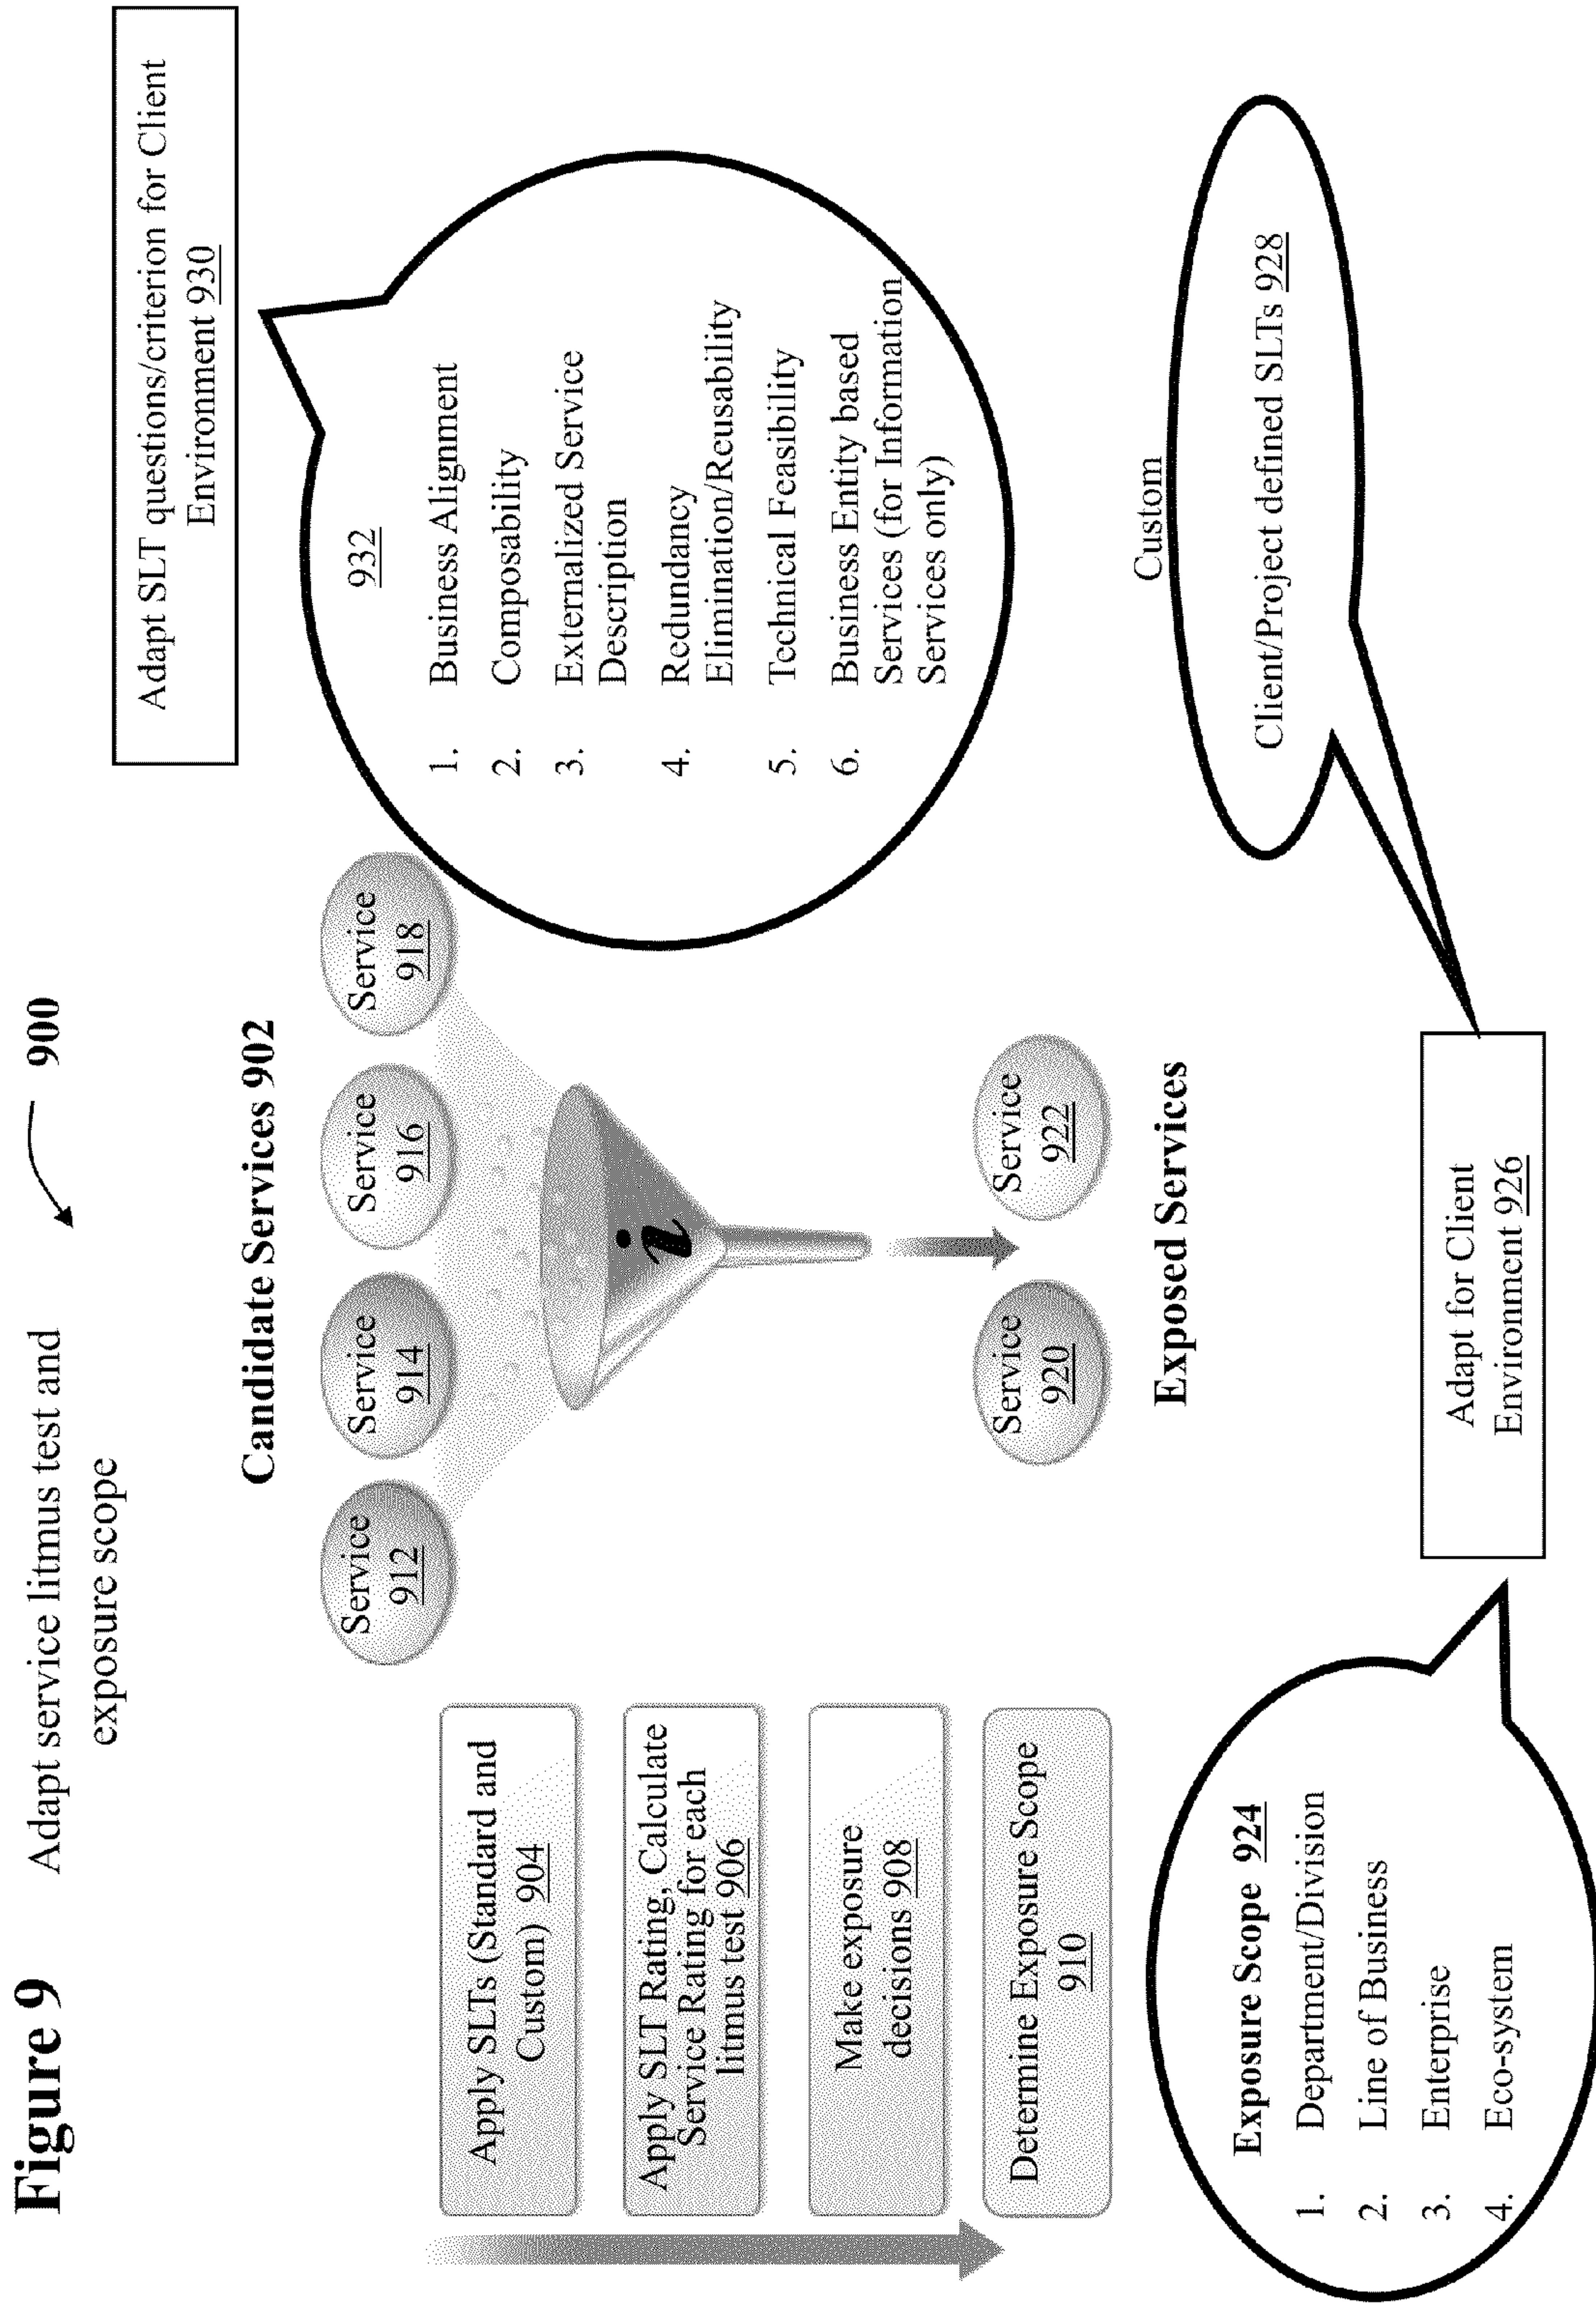 Figure 9
Adapt service litmus test and
exposure scope
900
Adapt SLT questions/criterion for Client
Environment 930
Candidate Services 902
Service
912
Service
914
Service
916
Service
918
932
1. Business Alignment
2. Composability
3. Externalized Service
Description
4. Redundancy
Elimination/Reusability
5. Technical Feasibility
6. Business Entity based
Services (for Information
Services only)
Apply SLTs (Standard and
Custom) 904
Apply SLT Rating, Calculate
Service Rating for each
litmus test 906
Make exposure
decisions 908
Determine Exposure Scope
910
i
Service
920
Service
922
Exposed Services
Custom
Client/Project defined SLTs 928
Exposure Scope 924
1. Department/Division
2. Line of Business
3. Enterprise
4. Eco-system
Adapt for Client
Environment 926